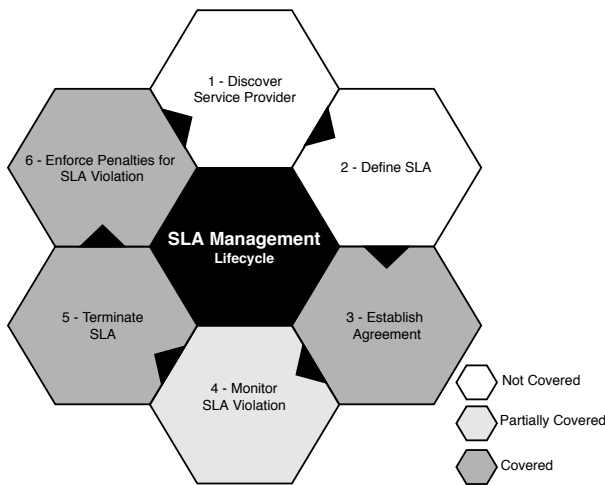 1 - Discover
Service Provider
2 - Define SLA
3 - Establish
Agreement
4 - Monitor
SLA Violation
5 - Terminate
SLA
6 - Enforce Penalties for
SLA Violation
SLA Management
Lifecycle
Not Covered
Partially Covered
Covered